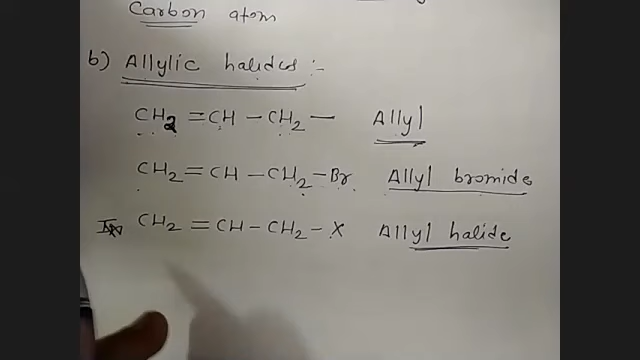 Carbon atom
b) Allylic halides :-
CH2 = CH - CH2 - Allyl
CH2 = CH - CH2 - Br Allyl bromide
CH2 = CH - CH2 - X Allyl halide